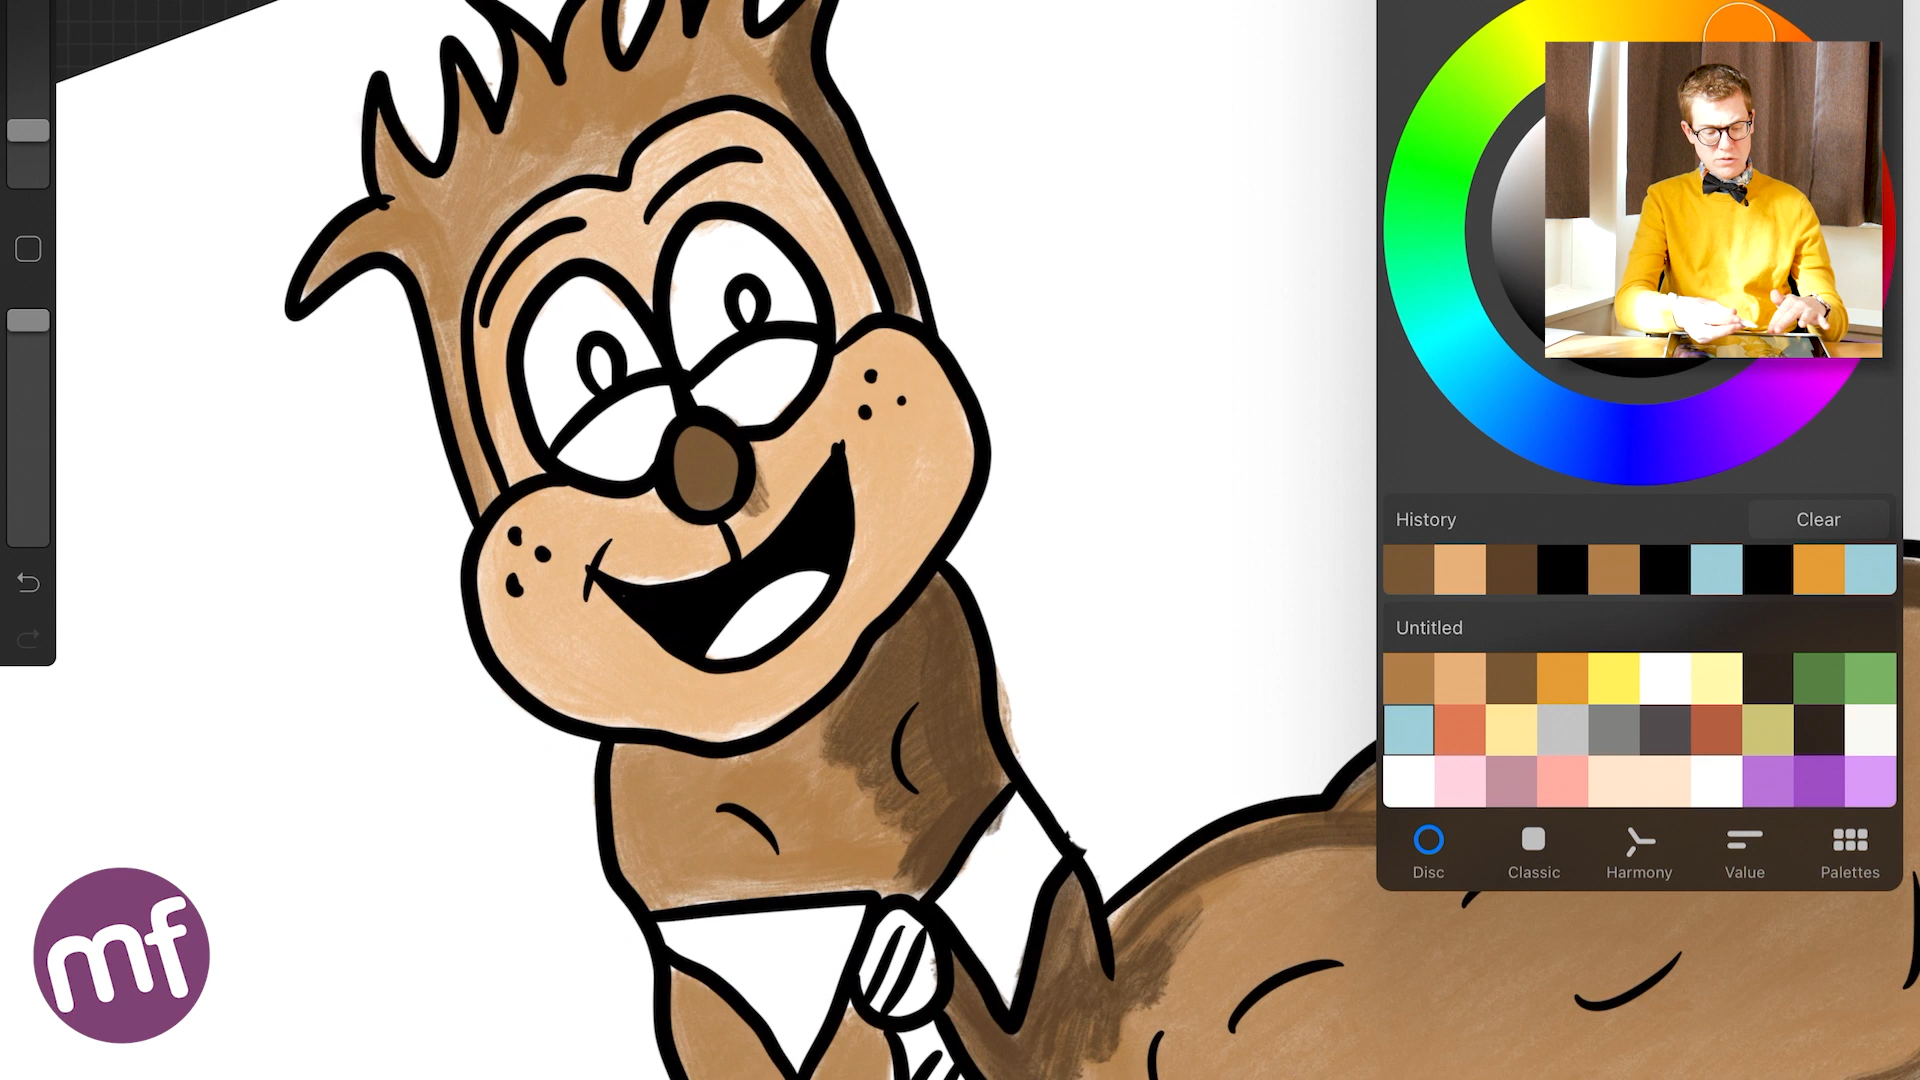 History
Clear
Untitled
Disc
Classic
Harmony
Value
Palettes
mf